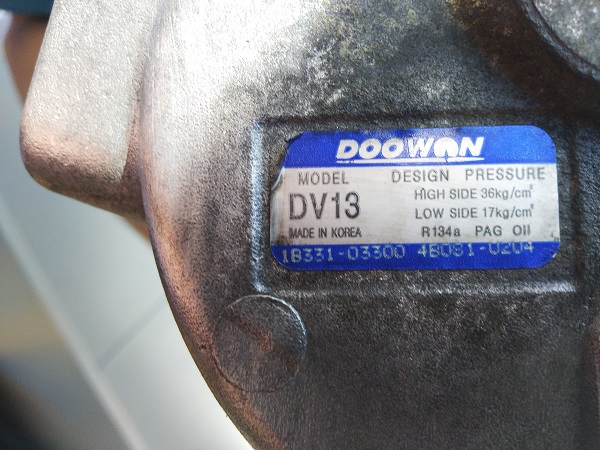 DOOWON
MODEL DESIGN PRESSURE
DV13 HIGH SIDE 36kg/cm²
LOW SIDE 17kg/cm²
MADE IN KOREA R134a PAG OIl
1B331-03300 4B081-0204